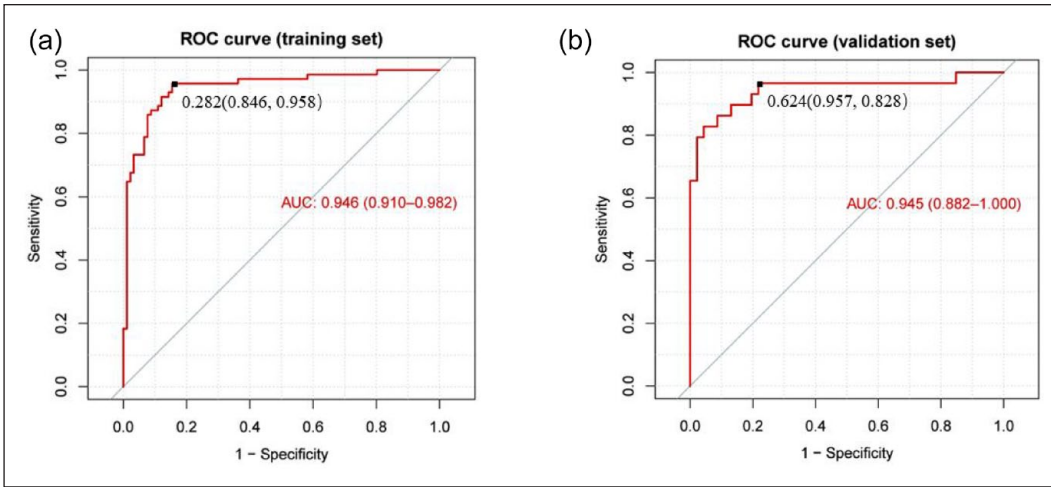 (a)
ROC curve (training set)
Sensitivity
1.0
0.8
0.6
0.4
0.2
0.0
0.282(0.846, 0.958)
AUC: 0.946 (0.910–0.982)
0.0 0.2 0.4 0.6 0.8 1.0
1 − Specificity
(b)
ROC curve (validation set)
Sensitivity
1.0
0.8
0.6
0.4
0.2
0.0
0.624(0.957, 0.828)
AUC: 0.945 (0.882–1.000)
0.0 0.2 0.4 0.6 0.8 1.0
1 − Specificity